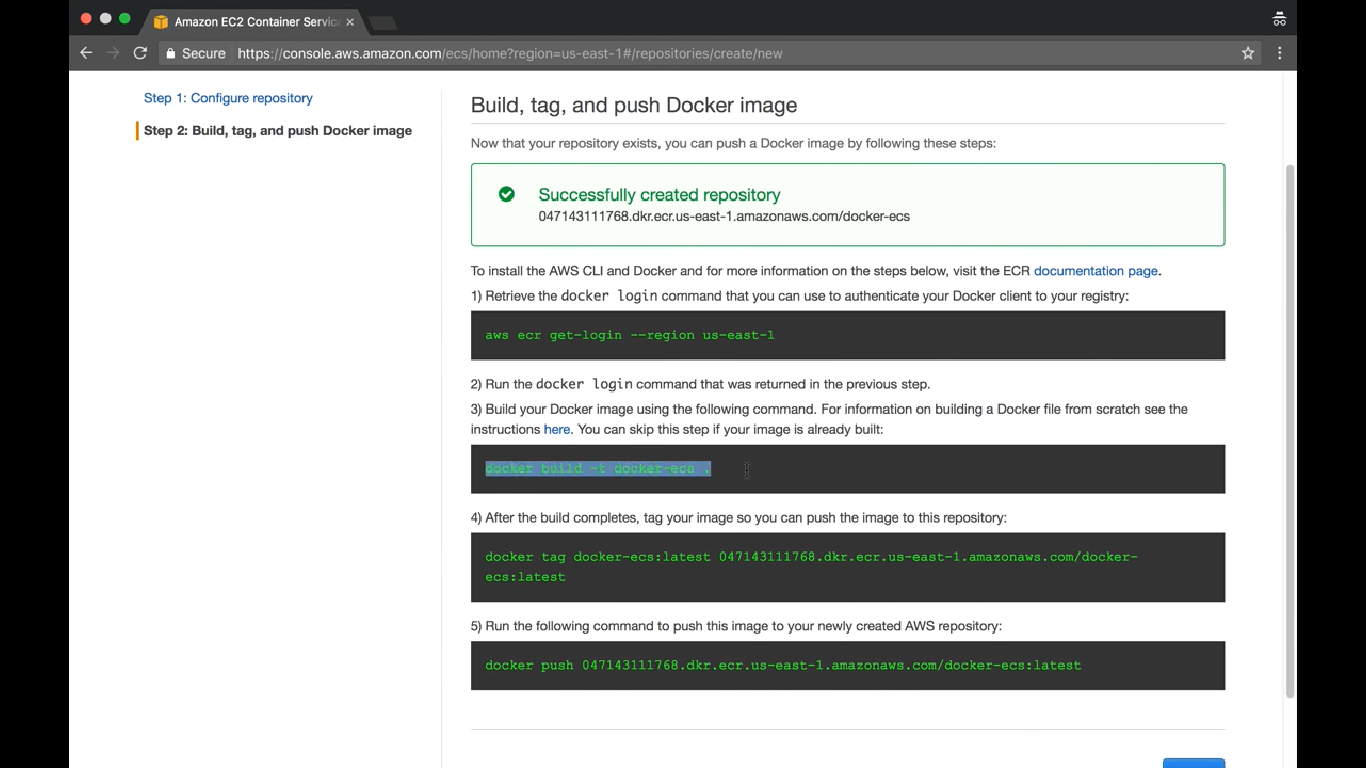 Amazon EC2 Container Servic
Secure https://console.aws.amazon.com/ecs/home?region=us-east-1#/repositories/create/new
Step 1: Configure repository
Step 2: Build, tag, and push Docker image
Build, tag, and push Docker image
Now that your repository exists, you can push a Docker image by following these steps:
Successfully created repository
047143111768.dkr.ecr.us-east-1.amazonaws.com/docker-ecs
To install the AWS CLI and Docker and for more information on the steps below, visit the ECR documentation page.
1) Retrieve the docker login command that you can use to authenticate your Docker client to your registry:
aws ecr get-login --region us-east-1
2) Run the docker login command that was returned in the previous step.
3) Build your Docker image using the following command. For information on building a Docker file from scratch see the
instructions here. You can skip this step if your image is already built:
docker build -t docker-ecs .
4) After the build completes, tag your image so you can push the image to this repository:
docker tag docker-ecs:latest 047143111768.dkr.ecr.us-east-1.amazonaws.com/docker-
ecs:latest
5) Run the following command to push this image to your newly created AWS repository:
docker push 047143111768.dkr.ecr.us-east-1.amazonaws.com/docker-ecs:latest